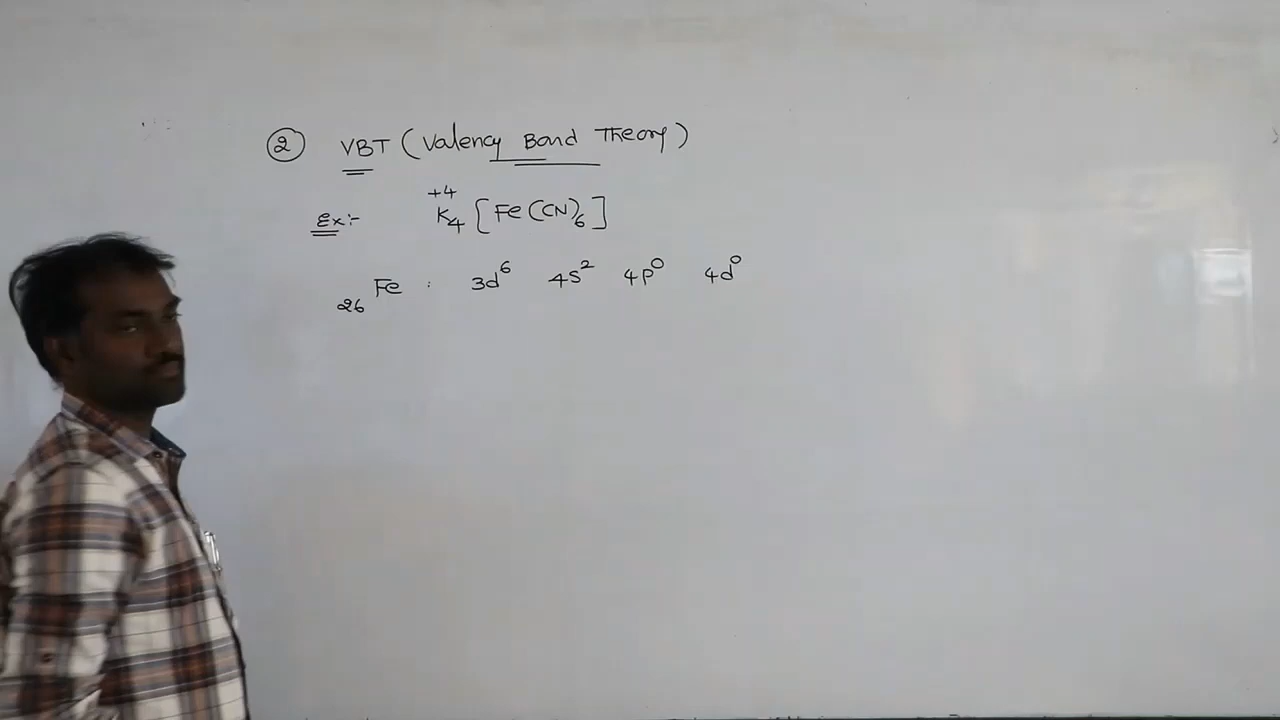 ② VBT (Valency Bond Theory)
Ex:- K₄⁺⁴ [Fe(CN)₆]
₂₆Fe : 3d⁶ 4s² 4p⁰ 4d⁰